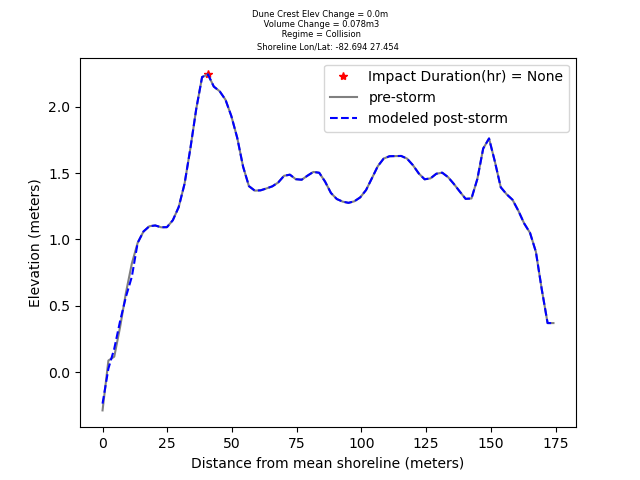 Dune Crest Elev Change = 0.0m
Volume Change = 0.078m3
Regime = Collision
Shoreline Lon/Lat: -82.694 27.454
Impact Duration(hr) = None
pre-storm
modeled post-storm
Elevation (meters)
2.0
1.5
1.0
0.5
0.0
0 25 50 75 100 125 150 175
Distance from mean shoreline (meters)